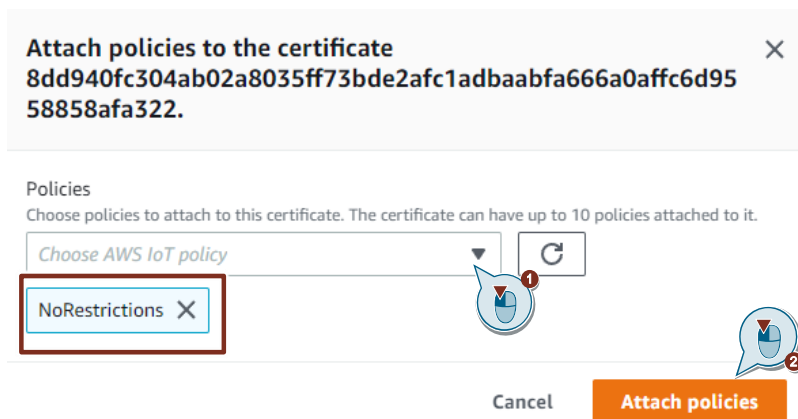 Attach policies to the certificate
8dd940fc304ab02a8035ff73bde2afc1adbaabfa666a0affc6d95
58858afa322.
Policies
Choose policies to attach to this certificate. The certificate can have up to 10 policies attached to it.
Choose AWS IoT policy
1
NoRestrictions
2
Cancel
Attach policies